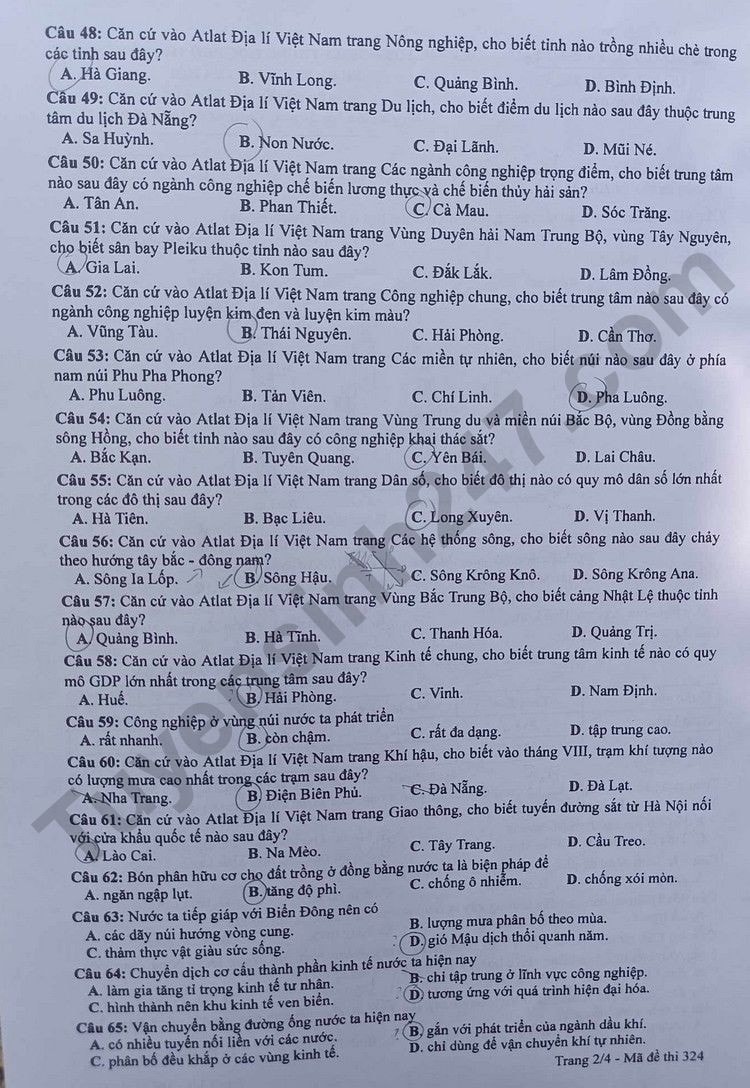 Câu 48: Căn cứ vào Atlat Địa lí Việt Nam trang Nông nghiệp, cho biết tỉnh nào trồng nhiều chè trong
các tỉnh sau đây?
A. Hà Giang. B. Vĩnh Long. C. Quảng Bình. D. Bình Định.
Câu 49: Căn cứ vào Atlat Địa lí Việt Nam trang Du lịch, cho biết điểm du lịch nào sau đây thuộc trung
tâm du lịch Đà Nẵng?
A. Sa Huỳnh. B. Non Nước. C. Đại Lãnh. D. Mũi Né.
Câu 50: Căn cứ vào Atlat Địa lí Việt Nam trang Các ngành công nghiệp trọng điểm, cho biết trung tâm
nào sau đây có ngành công nghiệp chế biến lương thực và chế biến thủy hải sản?
A. Tân An. B. Phan Thiết. C. Cà Mau. D. Sóc Trăng.
Câu 51: Căn cứ vào Atlat Địa lí Việt Nam trang Vùng Duyên hải Nam Trung Bộ, vùng Tây Nguyên,
cho biết sân bay Pleiku thuộc tỉnh nào sau đây?
A. Gia Lai. B. Kon Tum. C. Đắk Lắk. D. Lâm Đồng.
Câu 52: Căn cứ vào Atlat Địa lí Việt Nam trang Công nghiệp chung, cho biết trung tâm nào sau đây có
ngành công nghiệp luyện kim đen và luyện kim màu?
A. Vũng Tàu. B. Thái Nguyên. C. Hải Phòng. D. Cần Thơ.
Câu 53: Căn cứ vào Atlat Địa lí Việt Nam trang Các miền tự nhiên, cho biết núi nào sau đây ở phía
nam núi Phu Pha Phong?
A. Phu Luông. B. Tản Viên. C. Chí Linh. D. Pha Luông.
Câu 54: Căn cứ vào Atlat Địa lí Việt Nam trang Vùng Trung du và miền núi Bắc Bộ, vùng Đồng bằng
sông Hồng, cho biết tỉnh nào sau đây có công nghiệp khai thác sắt?
A. Bắc Kạn. B. Tuyên Quang. C. Yên Bái. D. Lai Châu.
Câu 55: Căn cứ vào Atlat Địa lí Việt Nam trang Dân số, cho biết đô thị nào có quy mô dân số lớn nhất
trong các đô thị sau đây?
A. Hà Tiên. B. Bạc Liêu. C. Long Xuyên. D. Vị Thanh.
Câu 56: Căn cứ vào Atlat Địa lí Việt Nam trang Các hệ thống sông, cho biết sông nào sau đây chảy
theo hướng tây bắc - đông nam?
A. Sông Ia Lốp. B. Sông Hậu. C. Sông Krông Knô. D. Sông Krông Ana.
Câu 57: Căn cứ vào Atlat Địa lí Việt Nam trang Vùng Bắc Trung Bộ, cho biết cảng Nhật Lệ thuộc tỉnh
nào sau đây?
A. Quảng Bình. B. Hà Tĩnh. C. Thanh Hóa. D. Quảng Trị.
Câu 58: Căn cứ vào Atlat Địa lí Việt Nam trang Kinh tế chung, cho biết trung tâm kinh tế nào có quy
mô GDP lớn nhất trong các trung tâm sau đây?
A. Huế. B. Hải Phòng. C. Vinh. D. Nam Định.
Câu 59: Công nghiệp ở vùng núi nước ta phát triển
A. rất nhanh. B. còn chậm. C. rất đa dạng. D. tập trung cao.
Câu 60: Căn cứ vào Atlat Địa lí Việt Nam trang Khí hậu, cho biết vào tháng VIII, trạm khí tượng nào
có lượng mưa cao nhất trong các trạm sau đây?
A. Nha Trang. B. Điện Biên Phủ. C. Đà Nẵng. D. Đà Lạt.
Câu 61: Căn cứ vào Atlat Địa lí Việt Nam trang Giao thông, cho biết tuyến đường sắt từ Hà Nội nối
với cửa khẩu quốc tế nào sau đây?
A. Lào Cai. B. Na Mèo. C. Tây Trang. D. Cầu Treo.
Câu 62: Bón phân hữu cơ cho đất trồng ở đồng bằng nước ta là biện pháp để
A. ngăn ngập lụt. B. tăng độ phì. C. chống ô nhiễm. D. chống xói mòn.
Câu 63: Nước ta tiếp giáp với Biển Đông nên có
A. các dãy núi hướng vòng cung. B. lượng mưa phân bố theo mùa.
C. thảm thực vật giàu sức sống. D. gió Mậu dịch thổi quanh năm.
Câu 64: Chuyển dịch cơ cấu thành phần kinh tế nước ta hiện nay
A. làm gia tăng tỉ trọng kinh tế tư nhân. B. chỉ tập trung ở lĩnh vực công nghiệp.
C. hình thành nên khu kinh tế ven biển. D. tương ứng với quá trình hiện đại hóa.
Câu 65: Vận chuyển bằng đường ống nước ta hiện nay
A. có nhiều tuyến nối liền với các nước. B. gắn với phát triển của ngành dầu khí.
C. phân bố đều khắp ở các vùng kinh tế. D. chỉ dùng để vận chuyển khí tự nhiên.
Trang 2/4 - Mã đề thi 324
Tuyensinh247.com